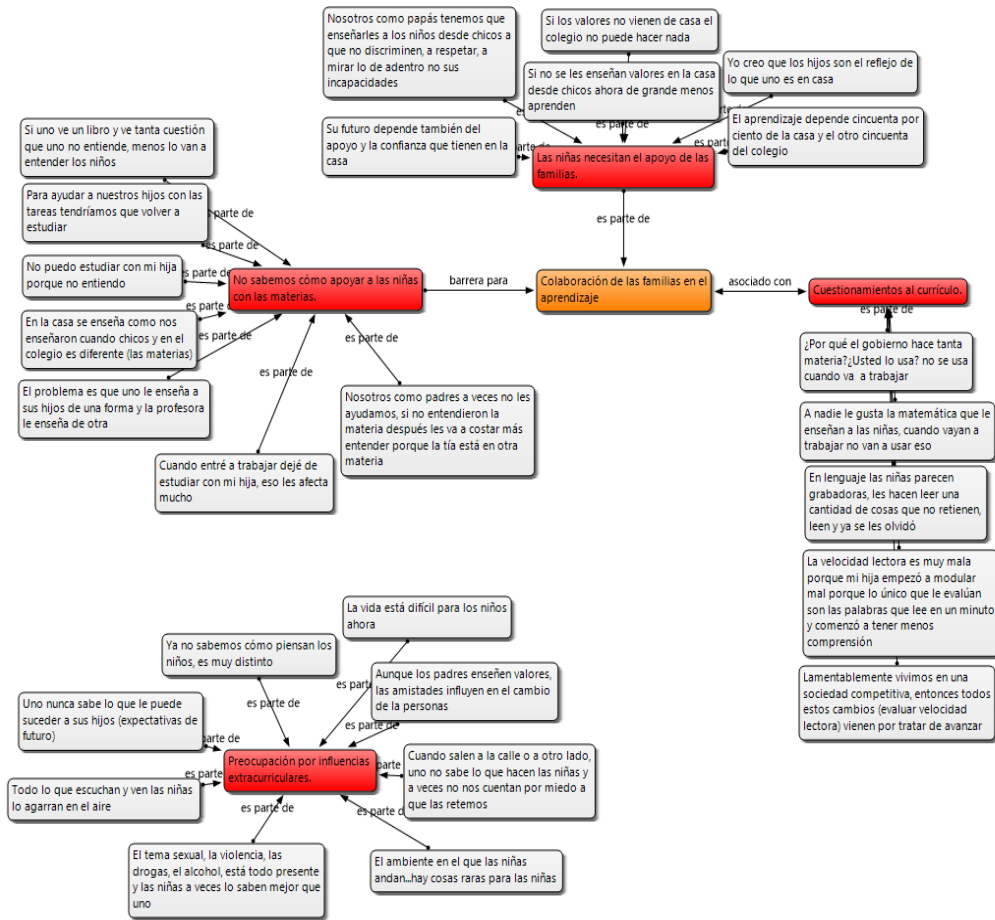 Nosotros como papás tenemos que
enseñarles a los niños desde chicos a
que no discriminen, a respetar, a
mirar lo de adentro no sus
incapacidades
Si los valores no vienen de casa el
colegio no puede hacer nada
Si no se les enseñan valores en la casa
desde chicos ahora de grande menos
aprenden
Yo creo que los hijos son el reflejo de
lo que uno es en casa
Su futuro depende también del
apoyo y la confianza que tienen en la
casa
El aprendizaje depende cincuenta por
ciento de la casa y el otro cincuenta
del colegio
es parte de
Las niñas necesitan el apoyo de las
familias.
es parte de
Si uno ve un libro y ve tanta cuestión
que uno no entiende, menos lo van a
entender los niños
Para ayudar a nuestros hijos con las
tareas tendríamos que volver a
estudiar
es parte de
es parte de
No puedo estudiar con mi hija
porque no entiendo
es parte de
En la casa se enseña como nos
enseñaron cuando chicos y en el
colegio es diferente (las materias)
es parte de
El problema es que uno le enseña a
sus hijos de una forma y la profesora
le enseña de otra
es parte de
No sabemos cómo apoyar a las niñas
con las materias.
barrera para
Colaboración de las familias en el
aprendizaje
asociado con
Cuestionamientos al currículo.
es parte de
es parte de
es parte de
Cuando entré a trabajar dejé de
estudiar con mi hija, eso les afecta
mucho
Nosotros como padres a veces no les
ayudamos, si no entendieron la
materia después les va a costar más
entender porque la tía está en otra
materia
¿Por qué el gobierno hace tanta
materia?¿Usted lo usa? no se usa
cuando va a trabajar
A nadie le gusta la matemática que le
enseñan a las niñas, cuando vayan a
trabajar no van a usar eso
En lenguaje las niñas parecen
grabadoras, les hacen leer una
cantidad de cosas que no retienen,
leen y ya se les olvidó
La velocidad lectora es muy mala
porque mi hija empezó a modular
mal porque lo único que le evalúan
son las palabras que lee en un minuto
y comenzó a tener menos
comprensión
Lamentablemente vivimos en una
sociedad competitiva, entonces todos
estos cambios (evaluar velocidad
lectora) vienen por tratar de avanzar
La vida está difícil para los niños
ahora
Ya no sabemos cómo piensan los
niños, es muy distinto
Aunque los padres enseñen valores,
las amistades influyen en el cambio
de la personas
Uno nunca sabe lo que le puede
suceder a sus hijos (expectativas de
futuro)
es parte de
es parte de
es parte de
es parte de
Preocupación por influencias
extracurriculares.
Cuando salen a la calle o a otro lado,
uno no sabe lo que hacen las niñas y
a veces no nos cuentan por miedo a
que las retemos
Todo lo que escuchan y ven las niñas
lo agarran en el aire
es parte
es parte de
es parte de
El tema sexual, la violencia, las
drogas, el alcohol, está todo presente
y las niñas a veces lo saben mejor que
uno
El ambiente en el que las niñas
andan...hay cosas raras para las niñas